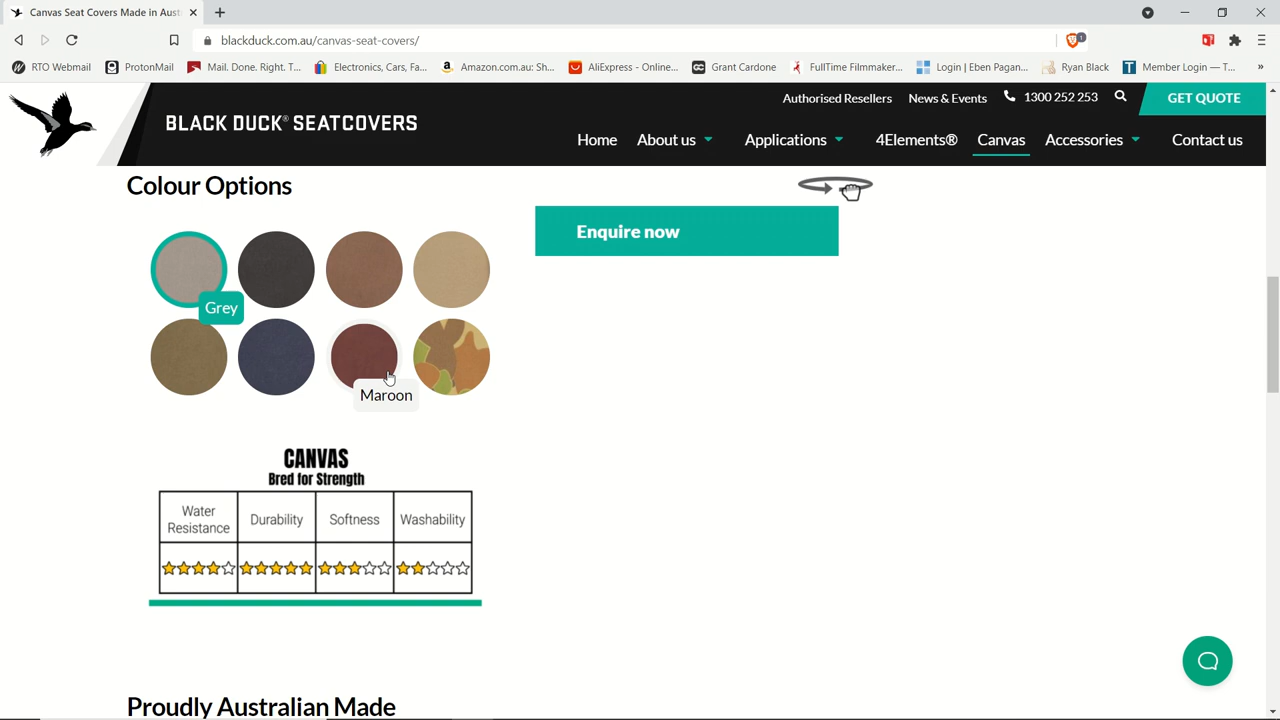 Canvas Seat Covers Made in Aust
blackduck.com.au/canvas-seat-covers/
1
RTO Webmail
ProtonMail
Mail. Done. Right. T...
Electronics, Cars, Fa...
Amazon.com.au: Sh...
AliExpress - Online...
Grant Cardone
FullTime Filmmaker...
Login | Eben Pagan...
Ryan Black
Member Login — T...
»
Authorised Resellers
News & Events
1300 252 253
GET QUOTE
BLACK DUCK® SEATCOVERS
Home
About us
Applications
4Elements®
Canvas
Accessories
Contact us
Colour Options
Enquire now
Grey
Maroon
CANVAS
Bred for Strength
Water
Resistance
Durability
Softness
Washability
Proudly Australian Made